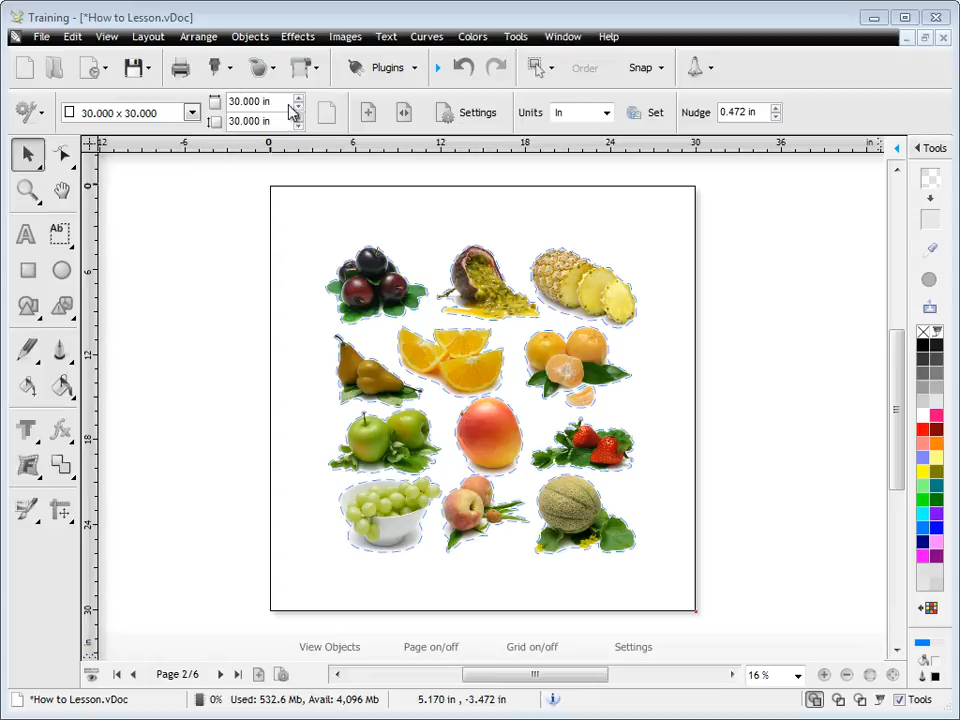 Training - [*How to Lesson.vDoc]
File Edit View Layout Arrange Objects Effects Images Text Curves Colors Tools Window Help
Plugins Order Snap
30.000 x 30.000 30.000 in Settings Units In Set Nudge 0.472 in
30.000 in
12 -6 0 6 12 18 24 30 36 in
Tools
0
6
12
18
24
30
A Ab
T fx
View Objects Page on/off Grid on/off Settings
Page 2/6 16 %
*How to Lesson.vDoc 0% Used: 532.6 Mb, Avail: 4,096 Mb 5.170 in , -3.472 in Tools